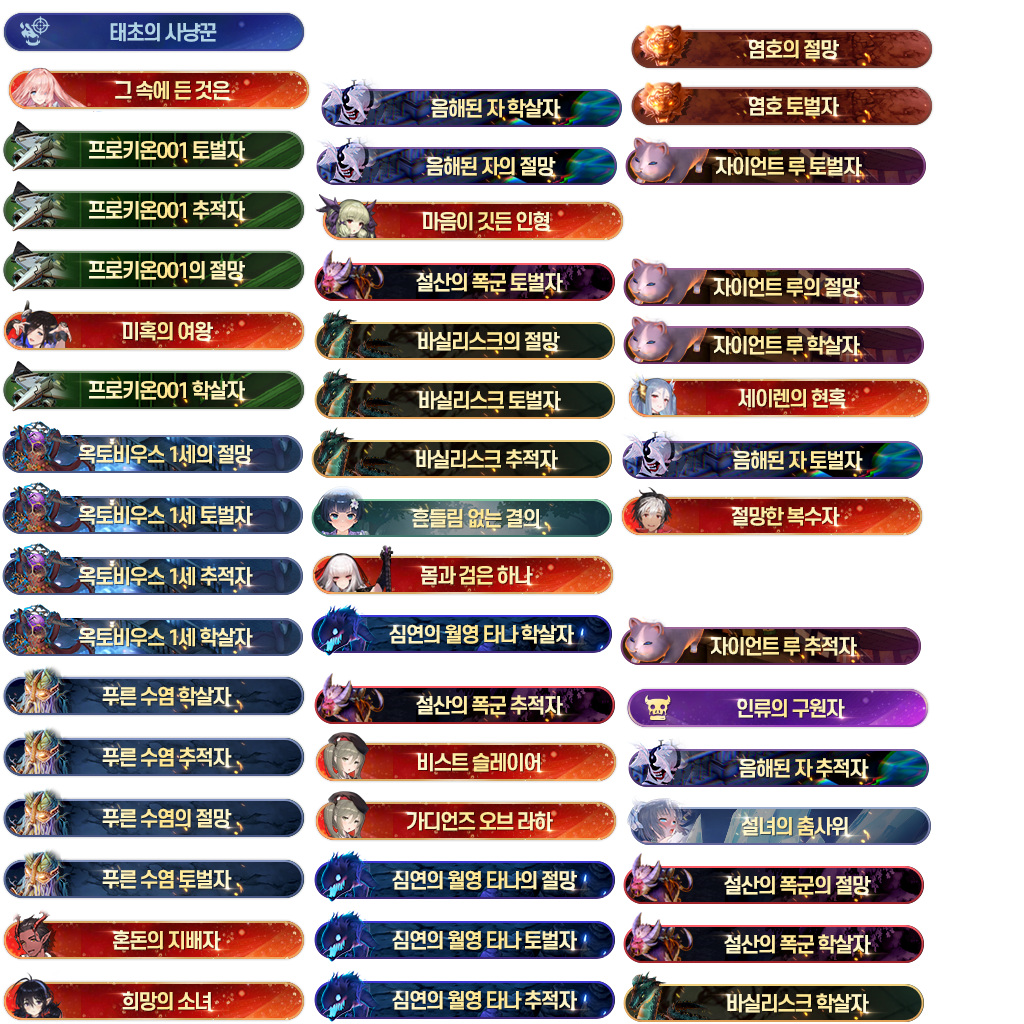 태초의 사냥꾼
그 속에 든 것은
프로키온001 토벌자
프로키온001 추적자
프로키온001의 절망
미혹의 여왕
프로키온001 학살자
옥토비우스 1세의 절망
옥토비우스 1세 토벌자
옥토비우스 1세 추적자
옥토비우스 1세 학살자
푸른 수염 학살자
푸른 수염 추적자
푸른 수염의 절망
푸른 수염 토벌자
혼돈의 지배자
희망의 소녀
음해된 자 학살자
음해된 자의 절망
마음이 깃든 인형
설산의 폭군 토벌자
바실리스크의 절망
바실리스크 토벌자
바실리스크 추적자
흔들림 없는 결의
몸과 검은 하나
심연의 월영 타나 학살자
설산의 폭군 추적자
비스트 슬레이어
가디언즈 오브 라하
심연의 월영 타나의 절망
심연의 월영 타나 토벌자
심연의 월영 타나 추적자
염호의 절망
염호 토벌자
자이언트 루 토벌자
자이언트 루의 절망
자이언트 루 학살자
세이렌의 현혹
음해된 자 토벌자
절망한 복수자
자이언트 루 추적자
인류의 구원자
음해된 자 추적자
설녀의 춤사위
설산의 폭군의 절망
설산의 폭군 학살자
바실리스크 학살자